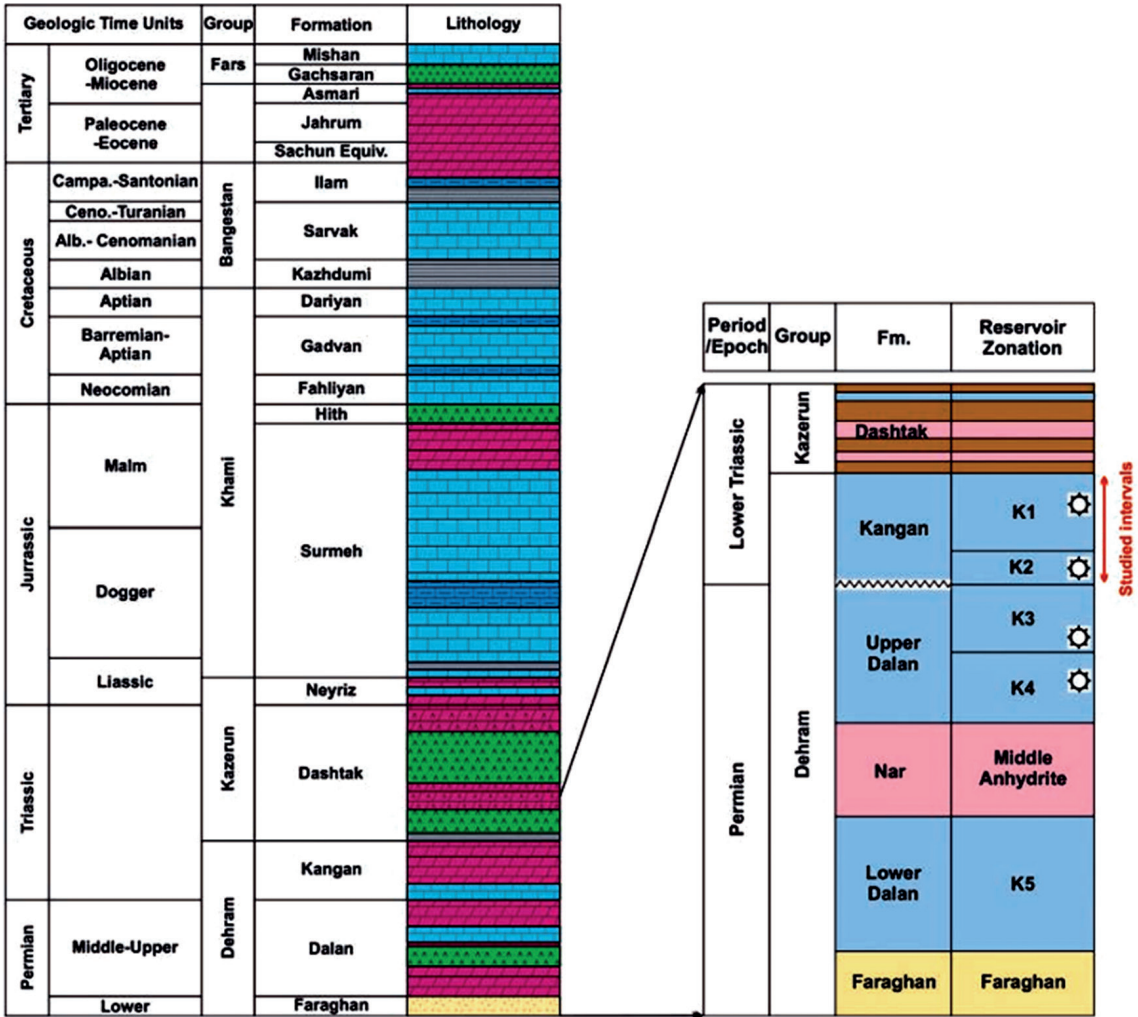 Geologic Time Units
Group
Formation
Lithology
Tertiary
Oligocene
-Miocene
Paleocene
-Eocene
Fars
Mishan
Gachsaran
Asmari
Jahrum
Sachun Equiv.
Cretaceous
Campa.-Santonian
Ceno.-Turanian
Alb.- Cenomanian
Albian
Aptian
Barremian-
Aptian
Neocomian
Bangestan
Ilam
Sarvak
Kazhdumi
Khami
Dariyan
Gadvan
Fahliyan
Hith
Surmeh
Jurrassic
Malm
Dogger
Liassic
Kazerun
Neyriz
Dashtak
Triassic
Dehram
Kangan
Dalan
Faraghan
Permian
Middle-Upper
Lower
Period
/Epoch
Group
Fm.
Reservoir
Zonation
Lower Triassic
Kazerun
Dashtak
Kangan
K1
K2
Studied intervals
Permian
Dehram
Upper
Dalan
K3
K4
Nar
Middle
Anhydrite
Lower
Dalan
K5
Faraghan
Faraghan